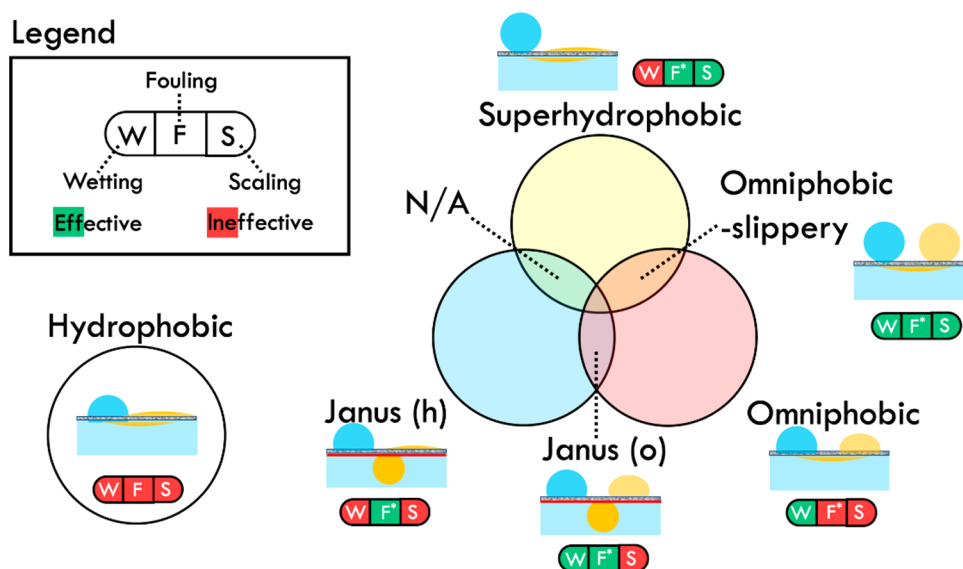 Legend
Fouling
W F S
Wetting
Scaling
Effective
Ineffective
W F* S
Superhydrophobic
N/A
Omniphobic
-slippery
W F* S
Hydrophobic
W F S
Janus (h)
W F* S
Janus (o)
W F* S
Omniphobic
W F* S